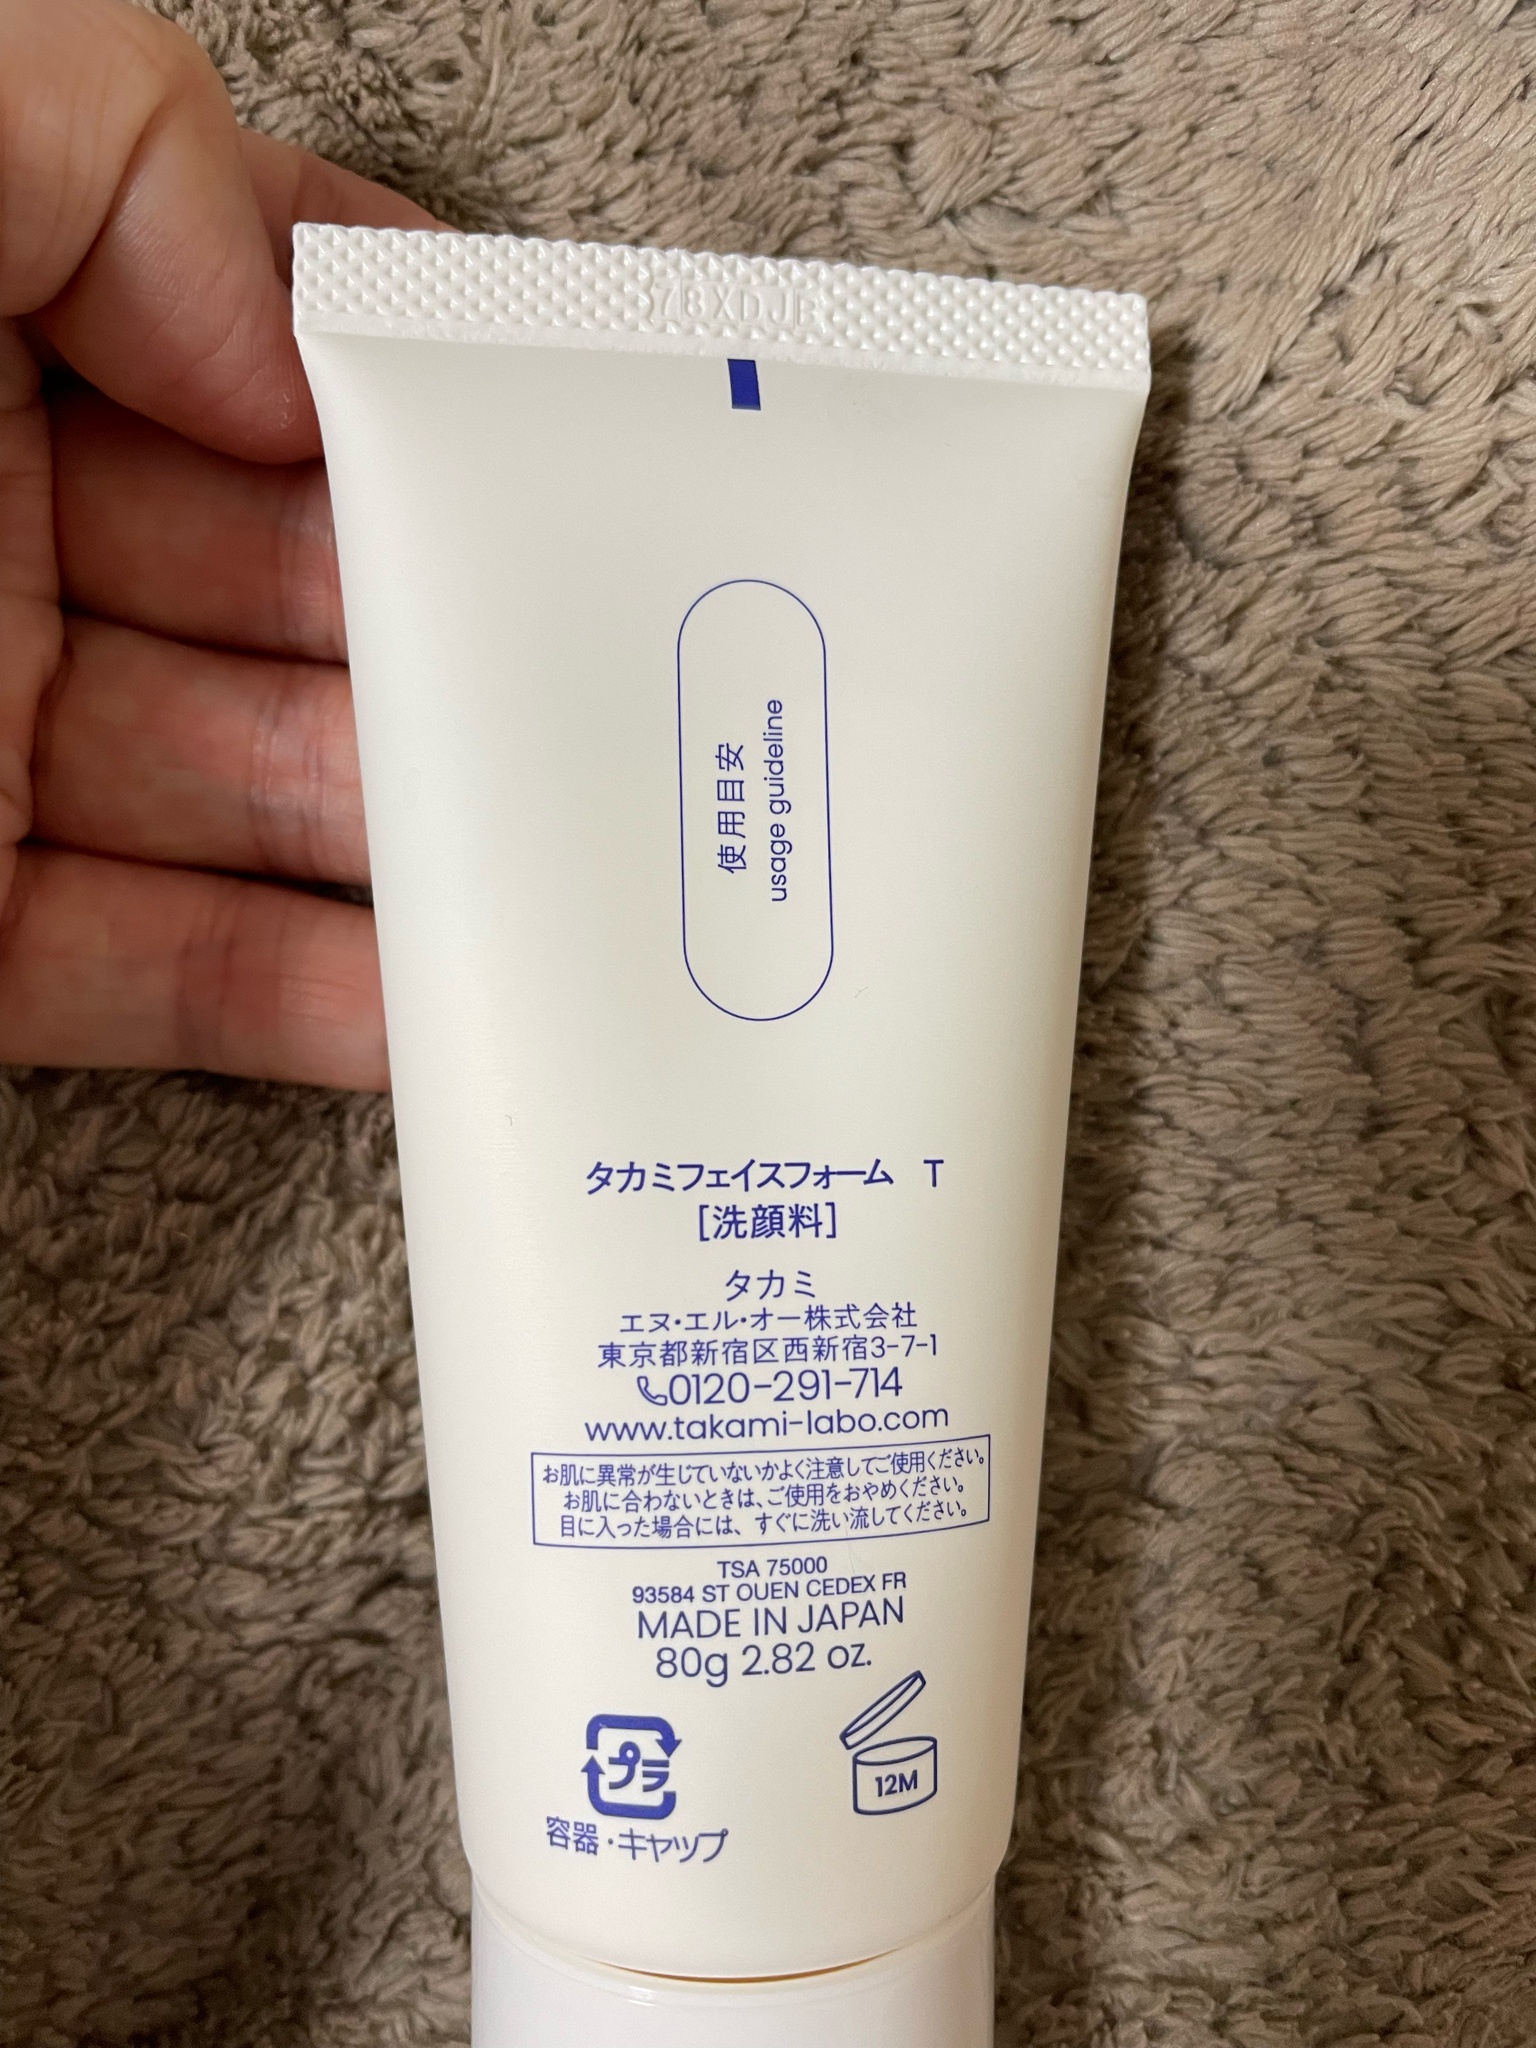 使用目安
usage guideline
タカミフェイスフォーム T
[洗顔料]
タカミ
エヌ・エル・オー株式会社
東京都新宿区西新宿3-7-1
0120-291-714
www.takami-labo.com
お肌に異常が生じていないかよく注意してご使用ください。
お肌に合わないときは、ご使用をおやめください。
目に入った場合には、すぐに洗い流してください。
TSA 75000
93584 ST OUEN CEDEX FR
MADE IN JAPAN
80g 2.82 oz.
プラ
12M
容器・キャップ